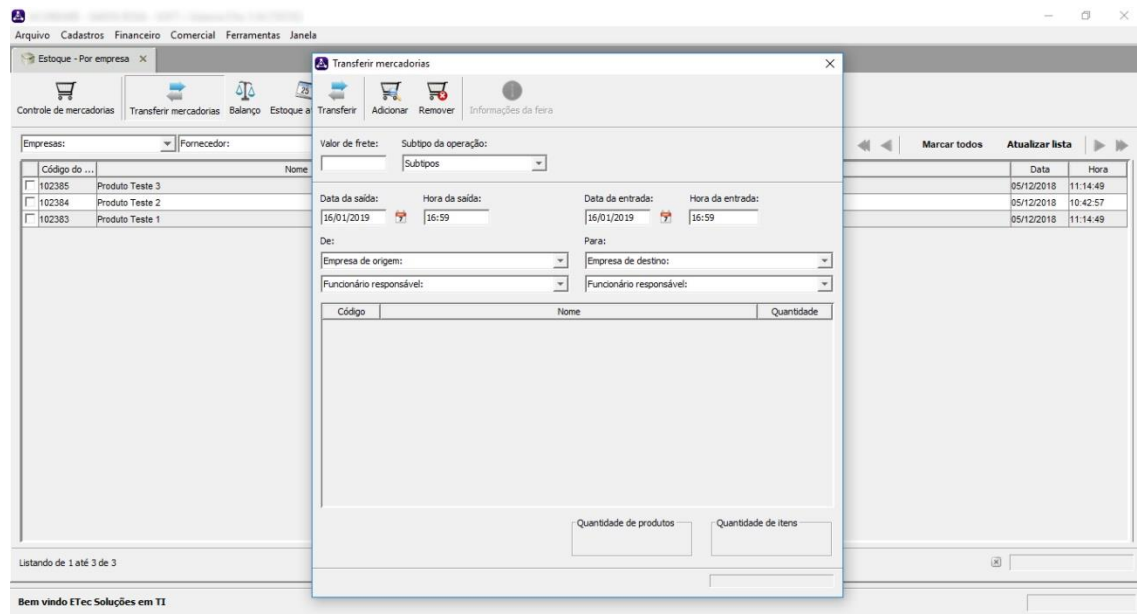 Arquivo Cadastros Financeiro Comercial Ferramentas Janela
Estoque - Por empresa X
Controle de mercadorias Transferir mercadorias Balanço Estoque a
Empresas: Fornecedor: Marcar todos Atualizar lista
Código do ... Nome Data Hora
102385 Produto Teste 3 05/12/2018 11:14:49
102384 Produto Teste 2 05/12/2018 10:42:57
102383 Produto Teste 1 05/12/2018 11:14:49
Listando de 1 até 3 de 3
Bem vindo ETec Soluções em TI
Transferir mercadorias
Transferir Adicionar Remover Informações da feira
Valor de frete: Subtipo da operação:
Subtipos
Data da saída: Hora da saída: Data da entrada: Hora da entrada:
16/01/2019 16:59 16/01/2019 16:59
De: Para:
Empresa de origem: Empresa de destino:
Funcionário responsável: Funcionário responsável:
Código Nome Quantidade
Quantidade de produtos Quantidade de itens